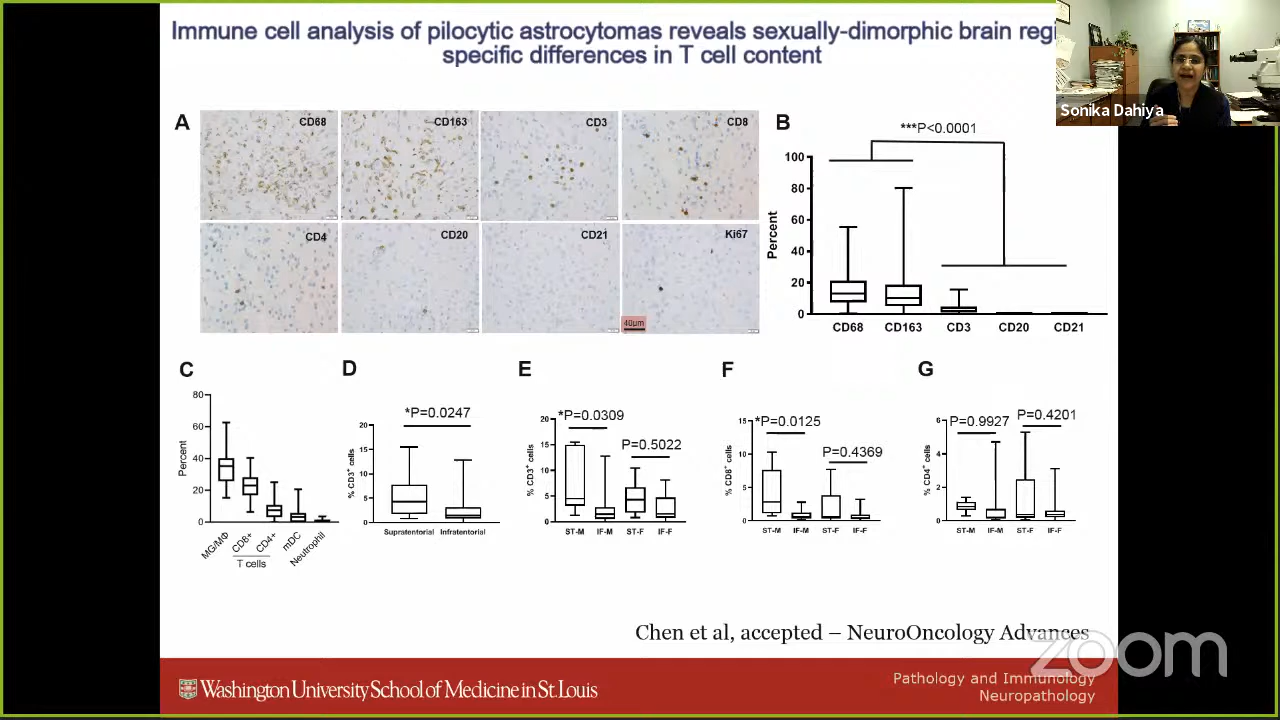 Immune cell analysis of pilocytic astrocytomas reveals sexually-dimorphic brain regi
specific differences in T cell content
Sonika Dahiya
A
CD68
CD163
CD3
CD8
CD4
CD20
CD21
Ki67
40μm
B
***P<0.0001
Percent
100
80
60
40
20
0
CD68 CD163 CD3 CD20 CD21
C
Percent
80
60
40
20
0
MG/MΦ
CD8+
CD4+
mDC
Neutrophil
T cells
D
*P=0.0247
% CD3+ cells
20
15
10
5
0
Supratentorial Infratentorial
E
*P=0.0309
P=0.5022
% CD3+ cells
20
15
10
5
0
ST-M IF-M ST-F IF-F
F
*P=0.0125
P=0.4369
% CD8+ cells
15
10
5
0
ST-M IF-M ST-F IF-F
G
P=0.9927
P=0.4201
% CD4+ cells
6
4
2
0
ST-M IF-M ST-F IF-F
Chen et al, accepted – NeuroOncology Advances
zoom
Washington University School of Medicine in St. Louis
Pathology and Immunology
Neuropathology